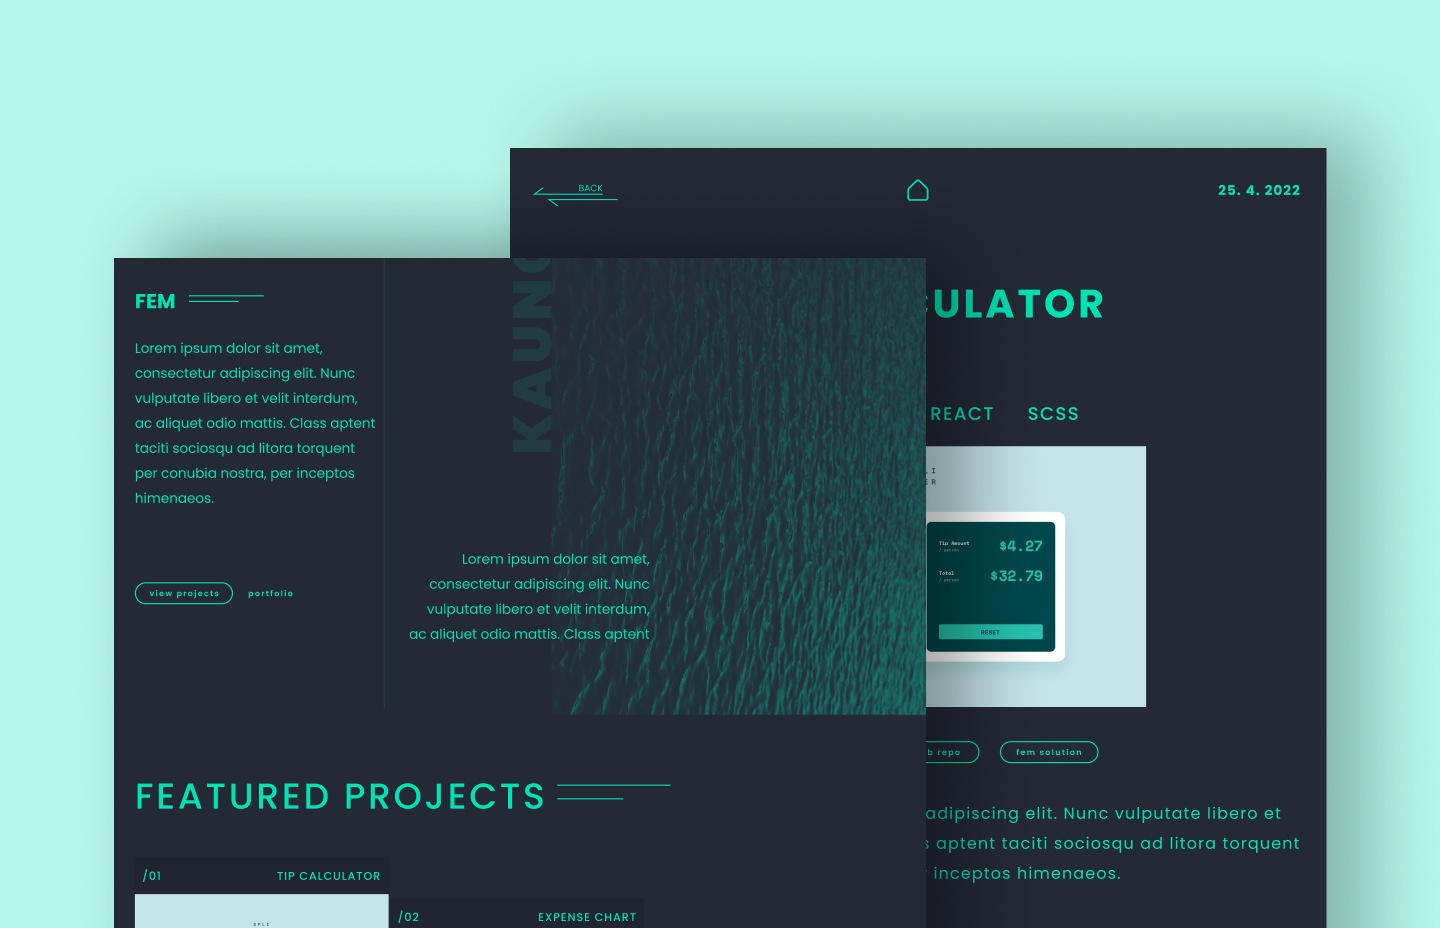 BACK
25. 4. 2022
CULATOR
REACT SCSS
LI
ER
Tip Amount
/ person
$4.27
Total
/ person
$32.79
RESET
b repo
fem solution
adipiscing elit. Nunc vulputate libero et
s aptent taciti sociosqu ad litora torquent
inceptos himenaeos.
FEM
Lorem ipsum dolor sit amet,
consectetur adipiscing elit. Nunc
vulputate libero et velit interdum,
ac aliquet odio mattis. Class aptent
taciti sociosqu ad litora torquent
per conubia nostra, per inceptos
himenaeos.
view projects
portfolio
KAUNG
Lorem ipsum dolor sit amet,
consectetur adipiscing elit. Nunc
vulputate libero et velit interdum,
ac aliquet odio mattis. Class aptent
FEATURED PROJECTS
/01 TIP CALCULATOR
SPLI
/02 EXPENSE CHART